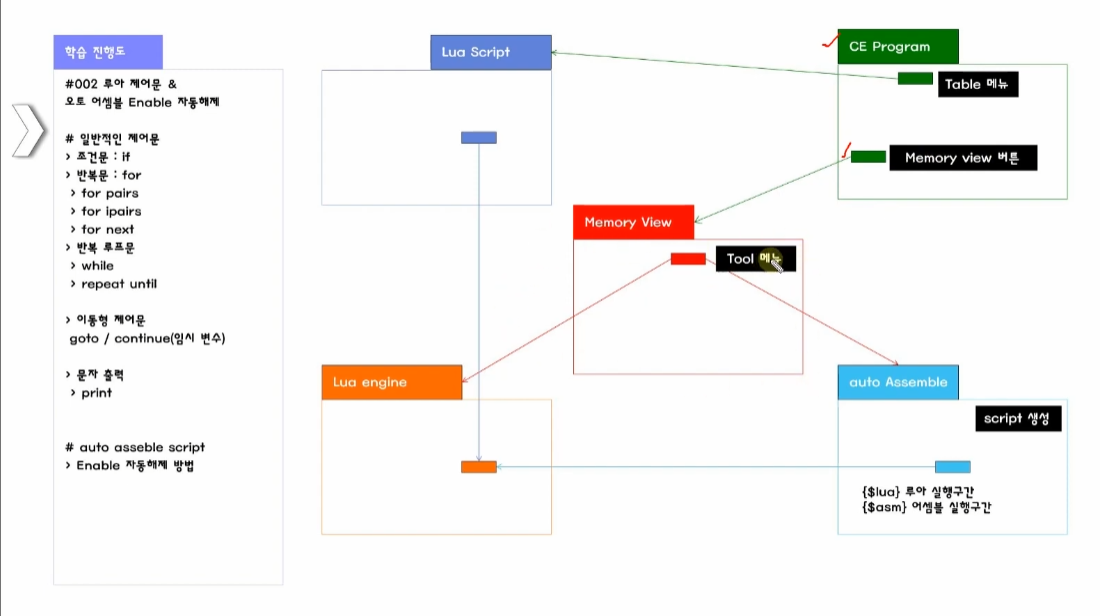 학습 진행도
#002 루아 제어문 &
오토 어셈블 Enable 자동해제
# 일반적인 제어문
> 조건문 : if
> 반복문 : for
> for pairs
> for ipairs
> for next
> 반복 루프문
> while
> repeat until
> 이동형 제어문
goto / continue(임시 변수)
> 문자 출력
> print
# auto asseble script
> Enable 자동해제 방법
Lua Script
CE Program
Table 메뉴
Memory view 버튼
Memory View
Tool 메뉴
Lua engine
auto Assemble
script 생성
{$lua} 루아 실행구간
{$asm} 어셈블 실행구간